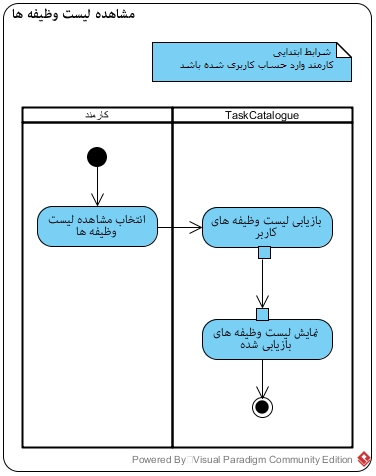 مشاهده لیست وظیفه ها
شرایط ابتدایی
کارمند وارد حساب کاربری شده باشد
کارمند
TaskCatalogue
انتخاب مشاهده لیست
وظیفه ها
بازیابی لیست وظیفه های
کاربر
نمایش لیست وظیفه های
بازیابی شده
Powered By Visual Paradigm Community Edition